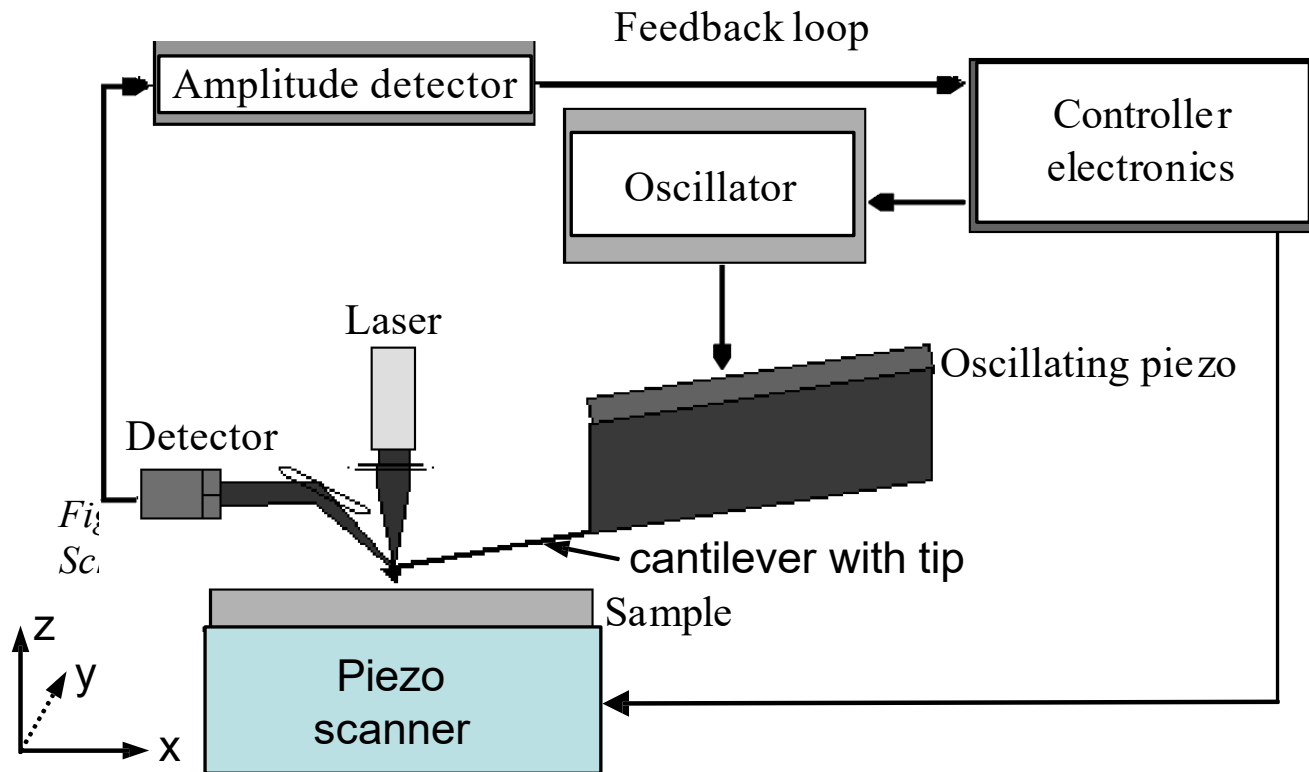 Feedback loop
Amplitude detector
Controller
electronics
Oscillator
Laser
Oscillating piezo
Detector
cantilever with tip
Sample
z
y
x
Piezo
scanner